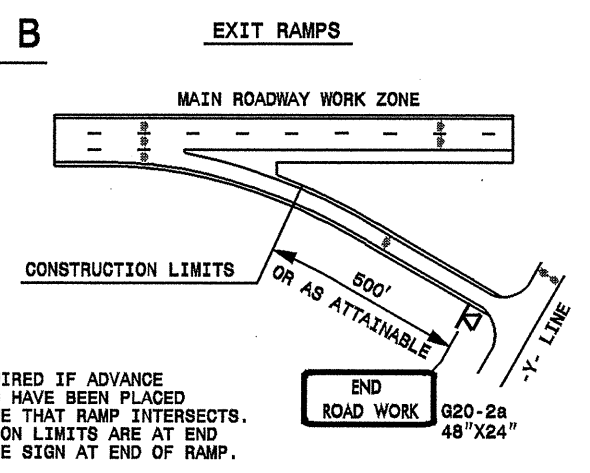 B
EXIT RAMPS
MAIN ROADWAY WORK ZONE
CONSTRUCTION LIMITS
500'
OR AS ATTAINABLE
-Y- LINE
END
ROAD WORK
G20-2a
48"X24"
IRED IF ADVANCE
HAVE BEEN PLACED
E THAT RAMP INTERSECTS.
ON LIMITS ARE AT END
E SIGN AT END OF RAMP.